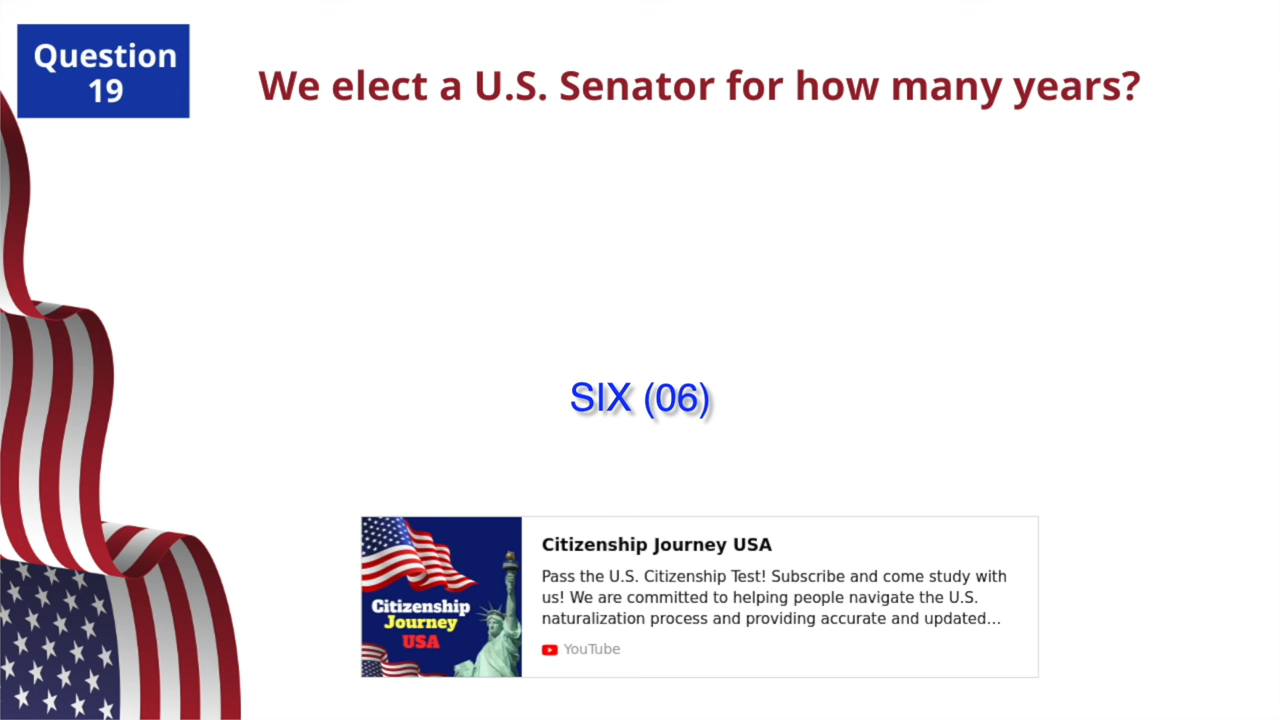 Question
19
We elect a U.S. Senator for how many years?
SIX (06)
Citizenship Journey USA
Pass the U.S. Citizenship Test! Subscribe and come study with
us! We are committed to helping people navigate the U.S.
naturalization process and providing accurate and updated...
YouTube
Citizenship
Journey
USA